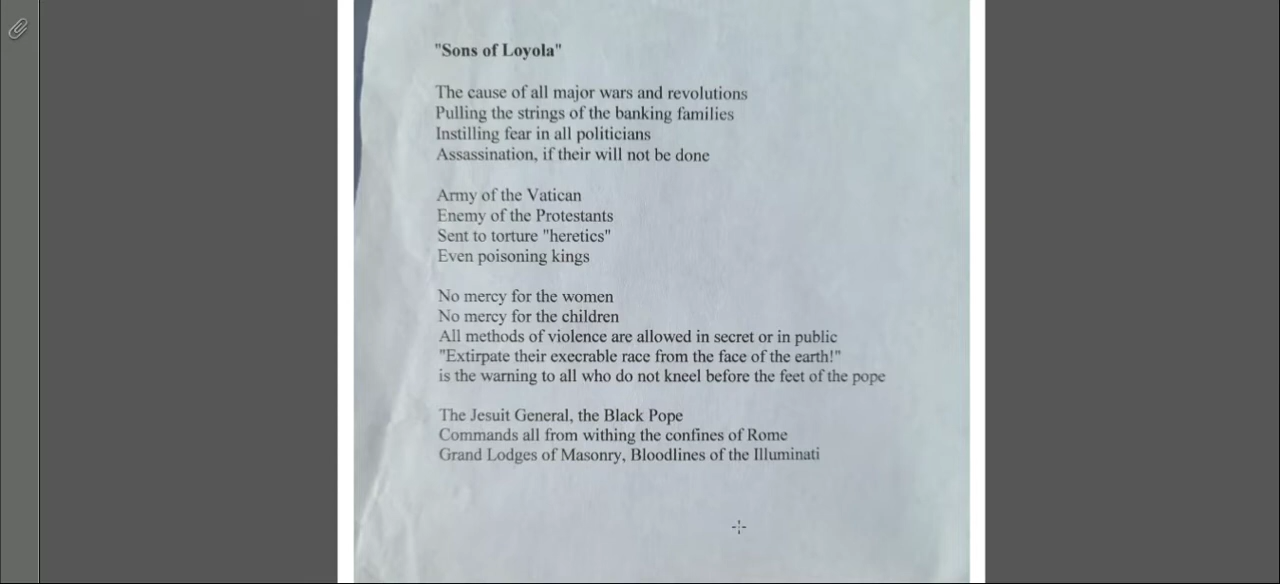 "Sons of Loyola"
The cause of all major wars and revolutions
Pulling the strings of the banking families
Instilling fear in all politicians
Assassination, if their will not be done
Army of the Vatican
Enemy of the Protestants
Sent to torture "heretics"
Even poisoning kings
No mercy for the women
No mercy for the children
All methods of violence are allowed in secret or in public
"Extirpate their execrable race from the face of the earth!"
is the warning to all who do not kneel before the feet of the pope
The Jesuit General, the Black Pope
Commands all from withing the confines of Rome
Grand Lodges of Masonry, Bloodlines of the Illuminati